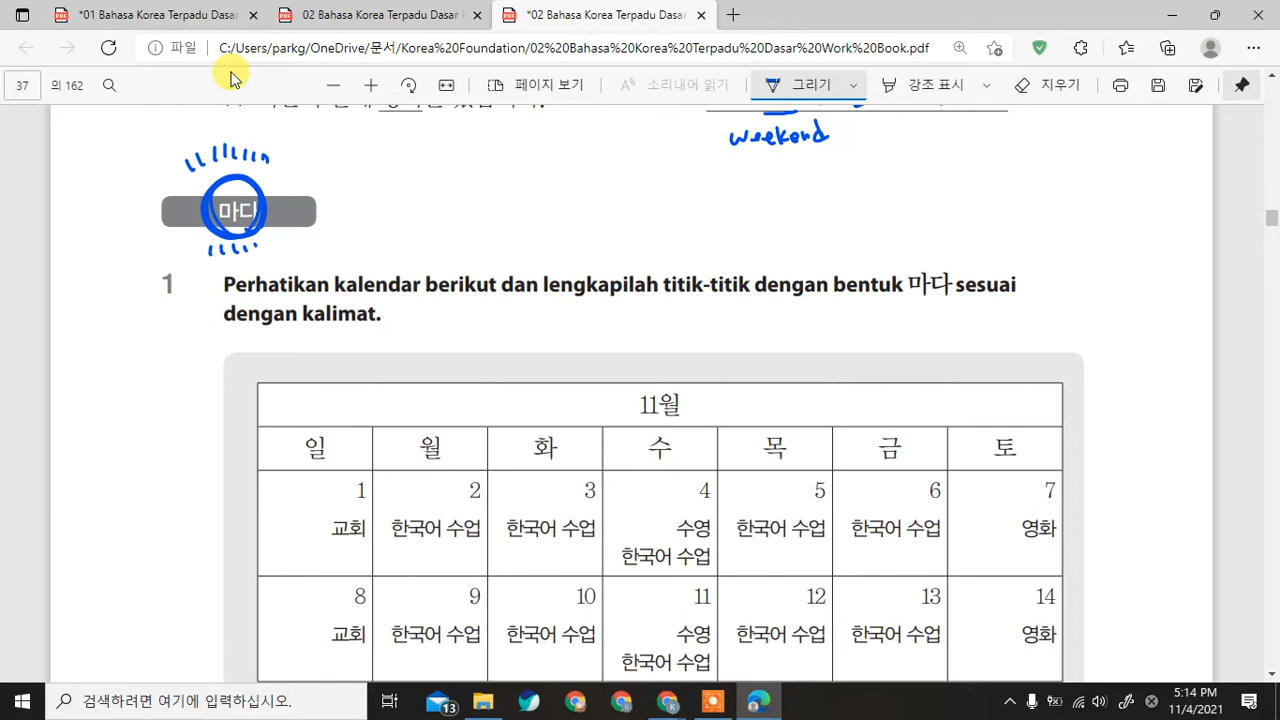 *01 Bahasa Korea Terpadu Dasar
02 Bahasa Korea Terpadu Dasar
*02 Bahasa Korea Terpadu Dasar
파일 C:/Users/parkg/OneDrive/문서/Korea%20Foundation/02%20Bahasa%20Korea%20Terpadu%20Dasar%20Work%20Book.pdf
37 의 162 페이지 보기 소리내어 읽기 그리기 강조 표시 지우기
weekend
마다
1 Perhatikan kalendar berikut dan lengkapilah titik-titik dengan bentuk 마다 sesuai
dengan kalimat.
11월
일 월 화 수 목 금 토
1 2 3 4 5 6 7
교회 한국어 수업 한국어 수업 수영 한국어 수업 한국어 수업 영화
한국어 수업
8 9 10 11 12 13 14
교회 한국어 수업 한국어 수업 수영 한국어 수업 한국어 수업 영화
한국어 수업
검색하려면 여기에 입력하십시오.
13
5:14 PM
11/4/2021